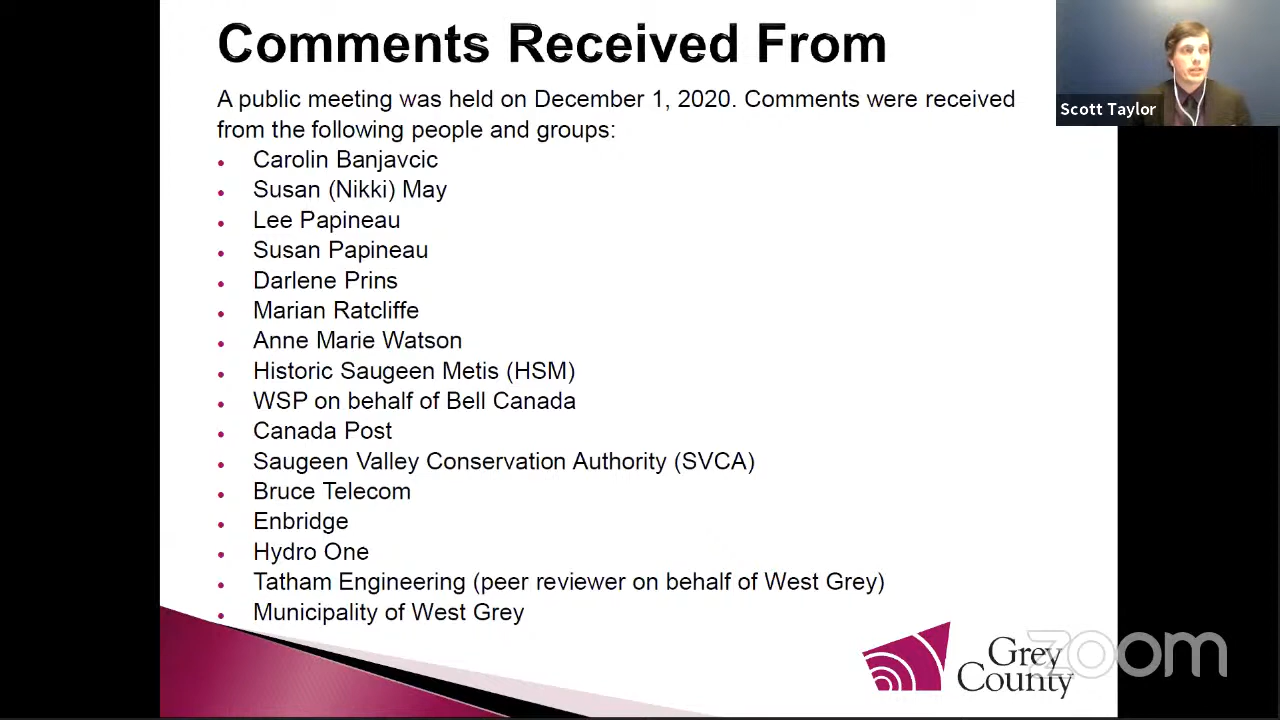 Comments Received From
A public meeting was held on December 1, 2020. Comments were received
from the following people and groups:
• Carolin Banjavcic
• Susan (Nikki) May
• Lee Papineau
• Susan Papineau
• Darlene Prins
• Marian Ratcliffe
• Anne Marie Watson
• Historic Saugeen Metis (HSM)
• WSP on behalf of Bell Canada
• Canada Post
• Saugeen Valley Conservation Authority (SVCA)
• Bruce Telecom
• Enbridge
• Hydro One
• Tatham Engineering (peer reviewer on behalf of West Grey)
• Municipality of West Grey
Scott Taylor
Grey
County
zoom